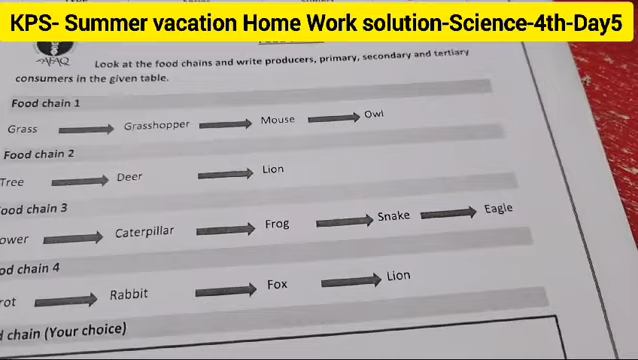 KPS- Summer vacation Home Work solution-Science-4th-Day5
AFAQ
Look at the food chains and write producers, primary, secondary and tertiary
consumers in the given table.
Food chain 1
Grass Grasshopper Mouse Owl
Food chain 2
Tree Deer Lion
ood chain 3
ower Caterpillar Frog Snake Eagle
od chain 4
rot Rabbit Fox Lion
d chain (Your choice)